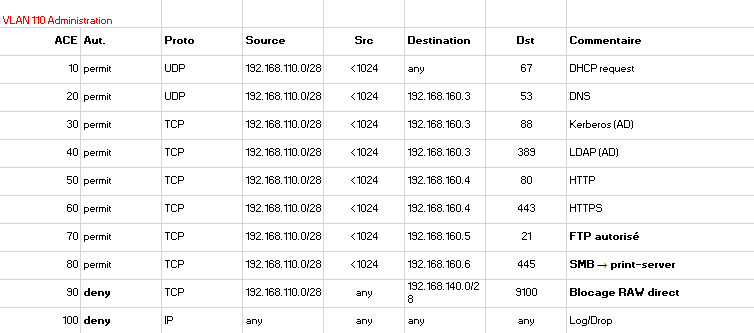 VLAN 110 Administration
ACE Aut. Proto Source Src Destination Dst Commentaire
10 permit UDP 192.168.110.0/28 <1024 any 67 DHCP request
20 permit UDP 192.168.110.0/28 <1024 192.168.160.3 53 DNS
30 permit TCP 192.168.110.0/28 <1024 192.168.160.3 88 Kerberos (AD)
40 permit TCP 192.168.110.0/28 <1024 192.168.160.3 389 LDAP (AD)
50 permit TCP 192.168.110.0/28 <1024 192.168.160.4 80 HTTP
60 permit TCP 192.168.110.0/28 <1024 192.168.160.4 443 HTTPS
70 permit TCP 192.168.110.0/28 <1024 192.168.160.5 21 FTP autorisé
80 permit TCP 192.168.110.0/28 <1024 192.168.160.6 445 SMB → print-server
90 deny TCP 192.168.110.0/28 any 192.168.140.0/2
8 9100 Blocage RAW direct
100 deny IP any any any any Log/Drop